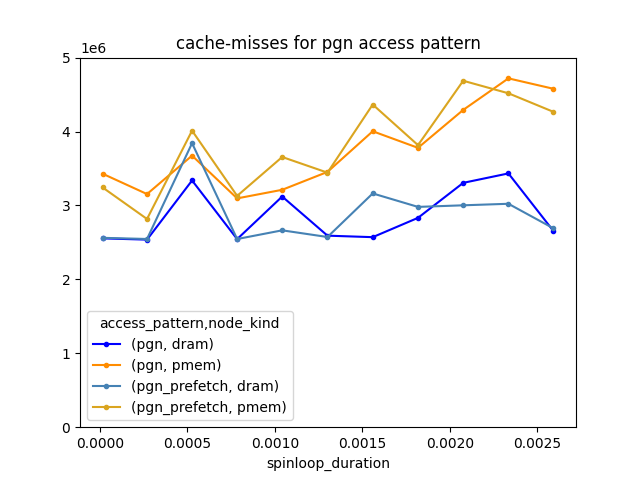 cache-misses for pgn access pattern
1e6
5
4
3
2
1
0
access_pattern,node_kind
(pgn, dram)
(pgn, pmem)
(pgn_prefetch, dram)
(pgn_prefetch, pmem)
0.0000 0.0005 0.0010 0.0015 0.0020 0.0025
spinloop_duration